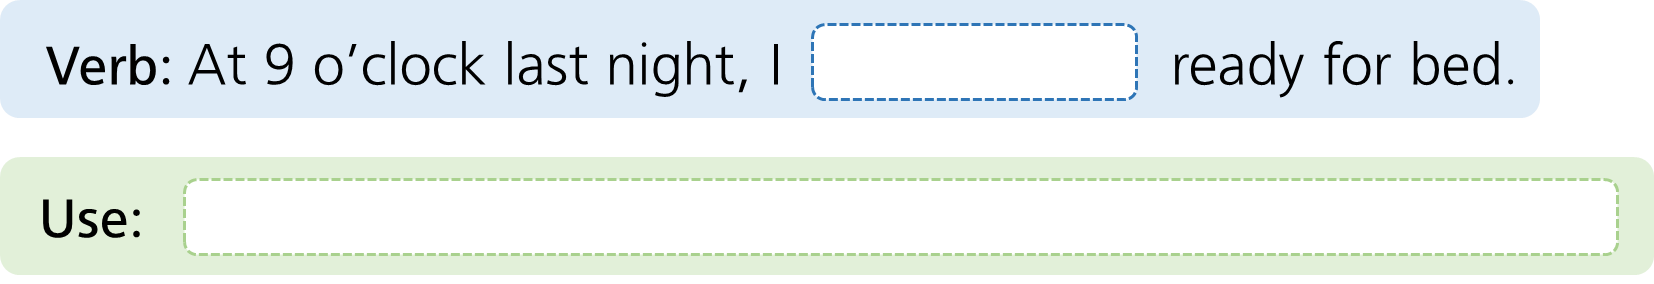 Verb: At 9 o’clock last night, I ready for bed.
Use: